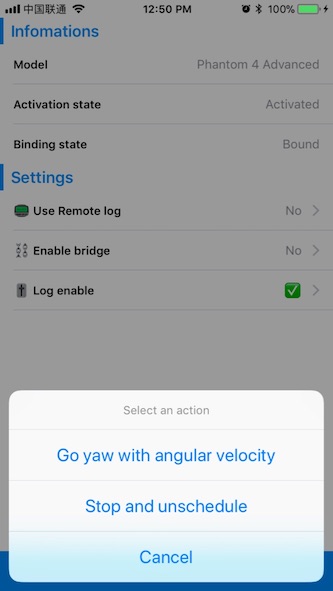 中国联通 12:50 PM 100%
Infomations
Model Phantom 4 Advanced
Activation state Activated
Binding state Bound
Settings
Use Remote log No
Enable bridge No
Log enable
Select an action
Go yaw with angular velocity
Stop and unschedule
Cancel